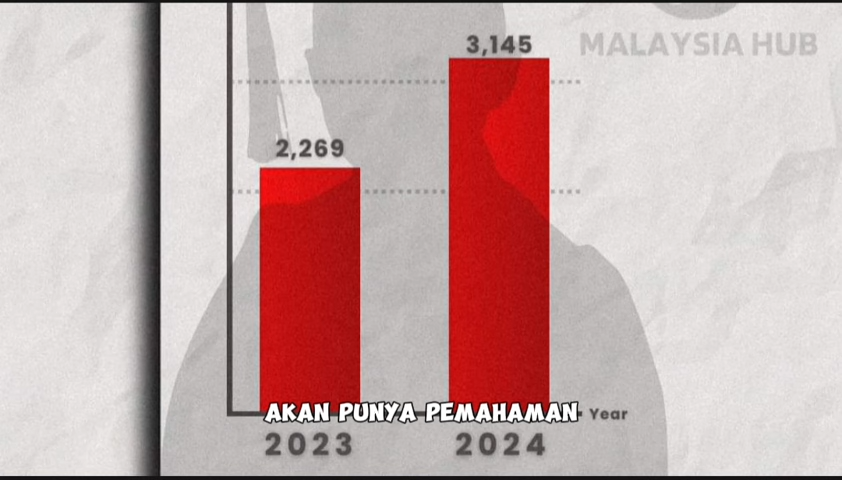 3,145
MALAYSIA HUB
2,269
AKAN PUNYA PEMAHAMAN
Year
2023
2024